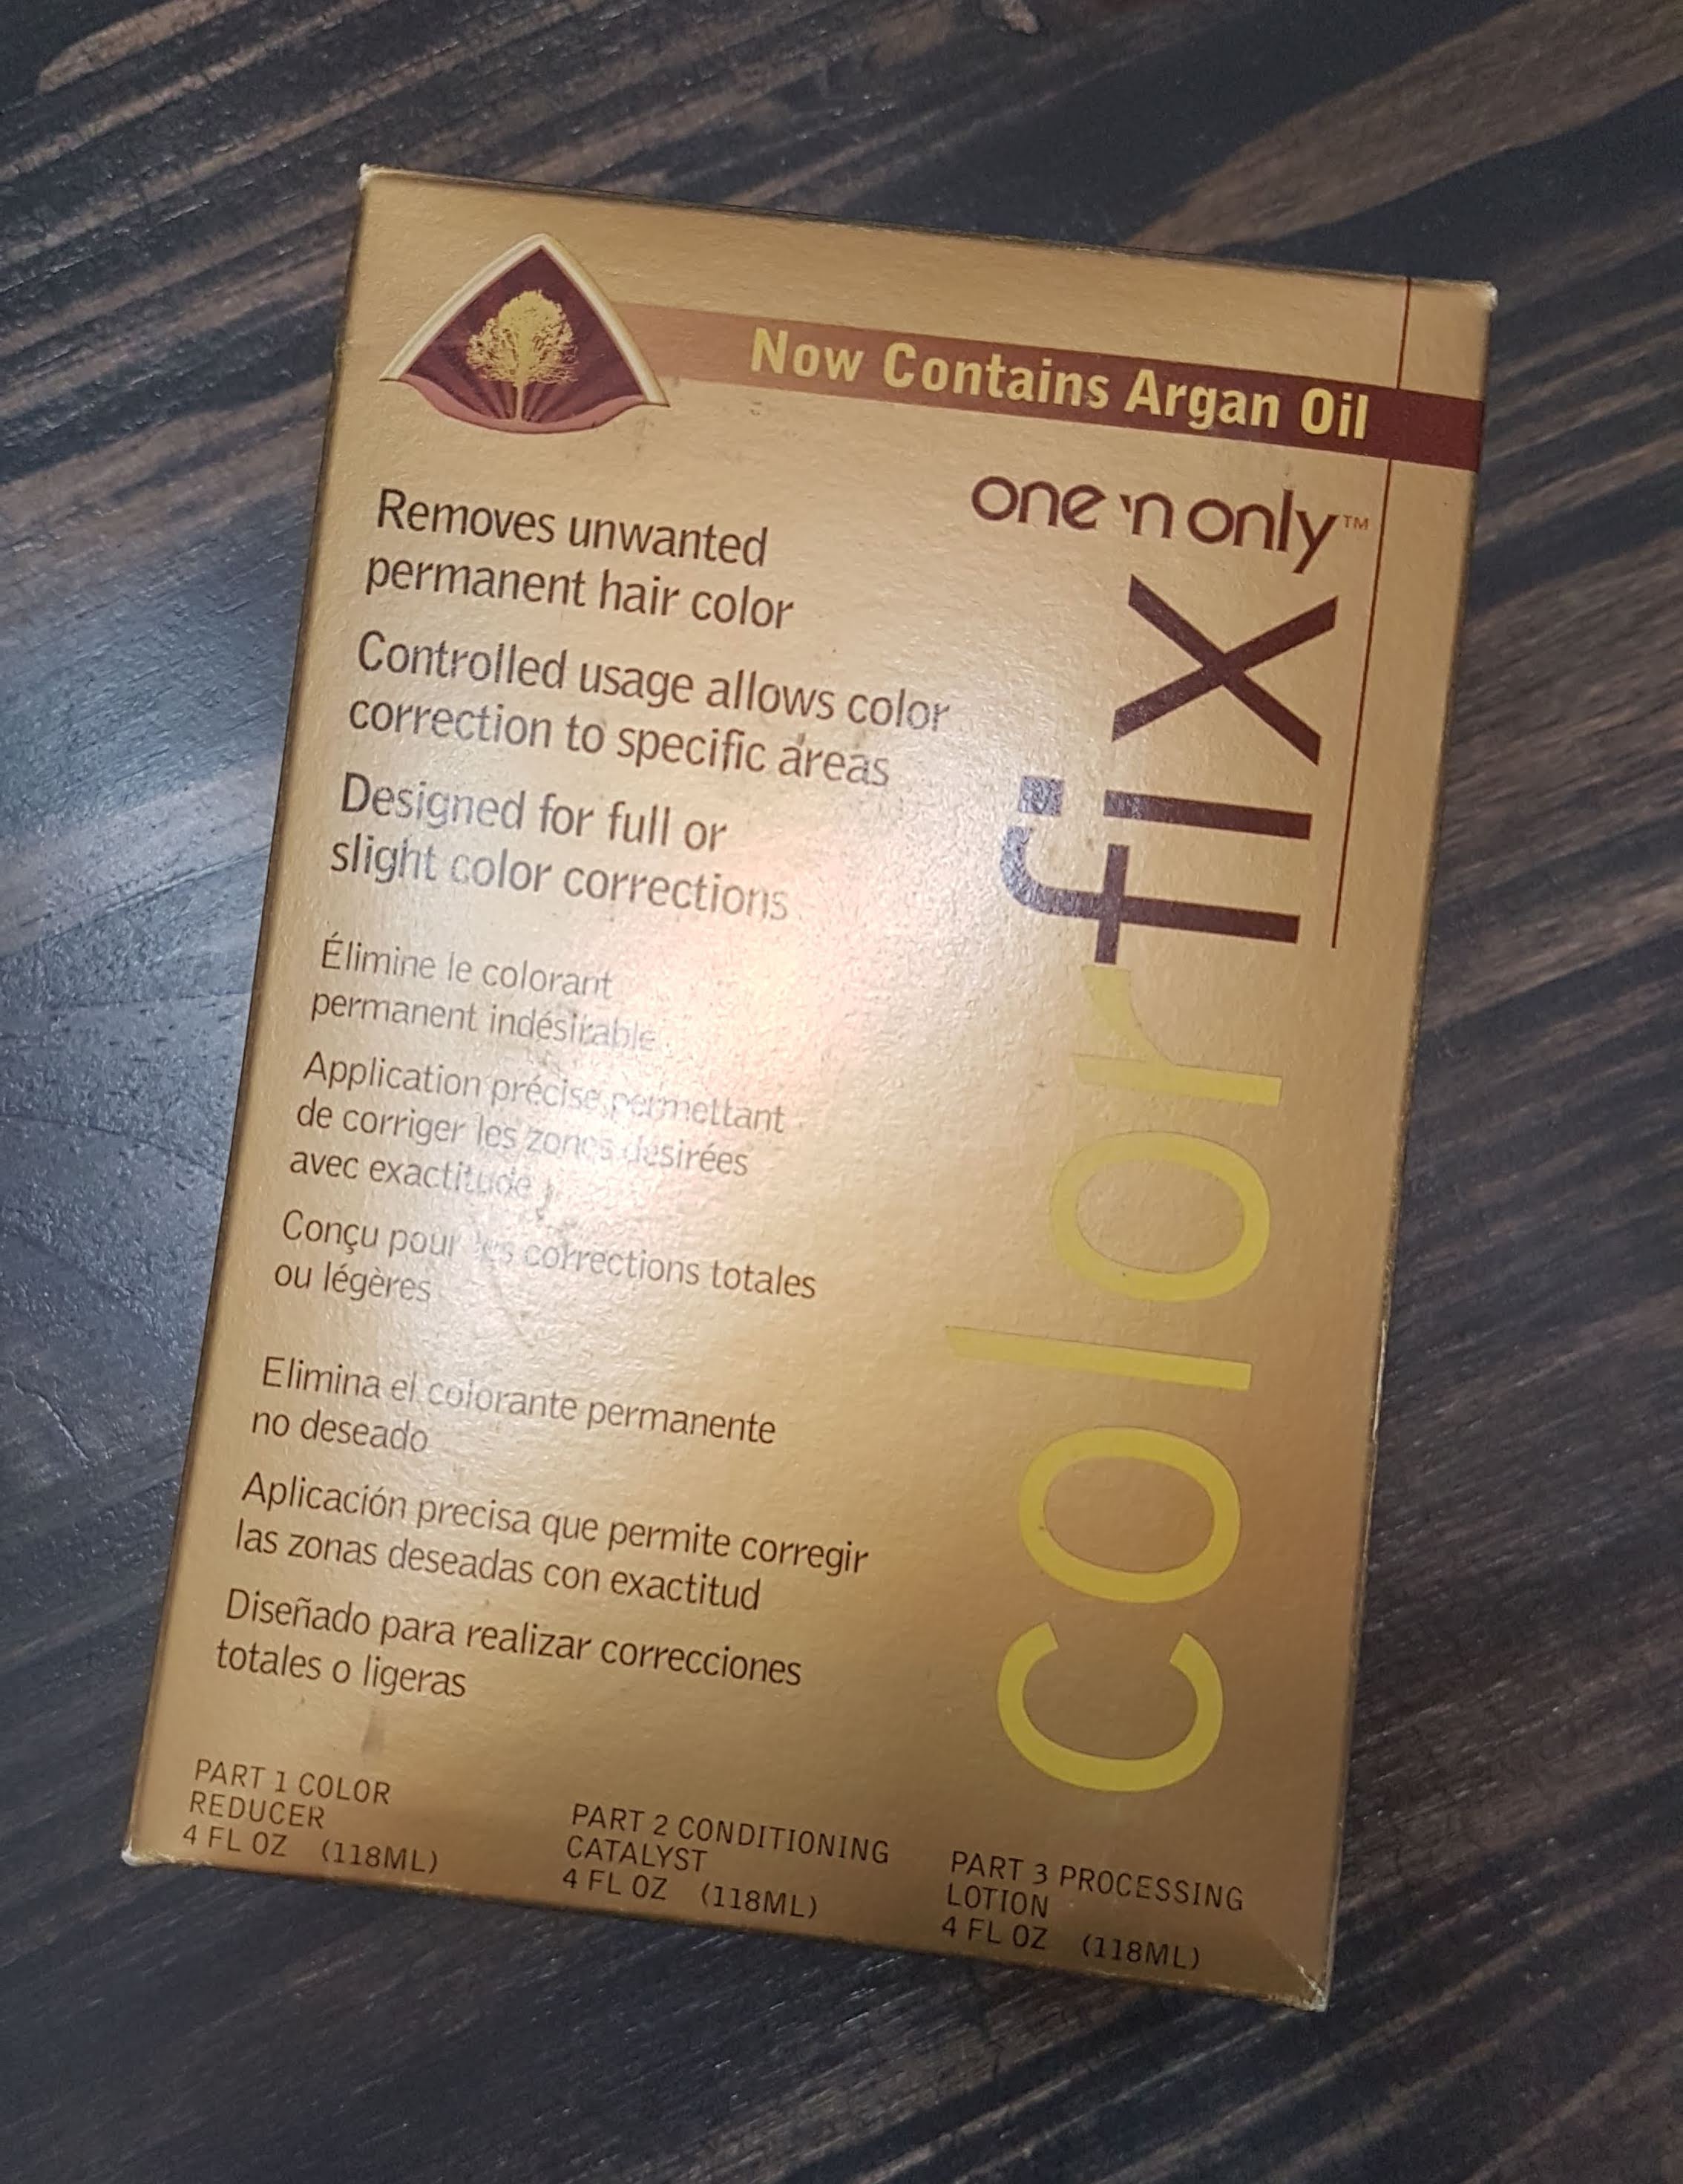 Now Contains Argan Oil
one 'n only™
colorfix
Removes unwanted
permanent hair color
Controlled usage allows color
correction to specific areas
Designed for full or
slight color corrections
Élimine le colorant
permanent indésirable
Application précise permettant
de corriger les zones désirées
avec exactitude
Conçu pour les corrections totales
ou légères
Elimina el colorante permanente
no deseado
Aplicación precisa que permite corregir
las zonas deseadas con exactitud
Diseñado para realizar correcciones
totales o ligeras
PART 1 COLOR
REDUCER
4 FL OZ (118ML)
PART 2 CONDITIONING
CATALYST
4 FL OZ (118ML)
PART 3 PROCESSING
LOTION
4 FL OZ (118ML)